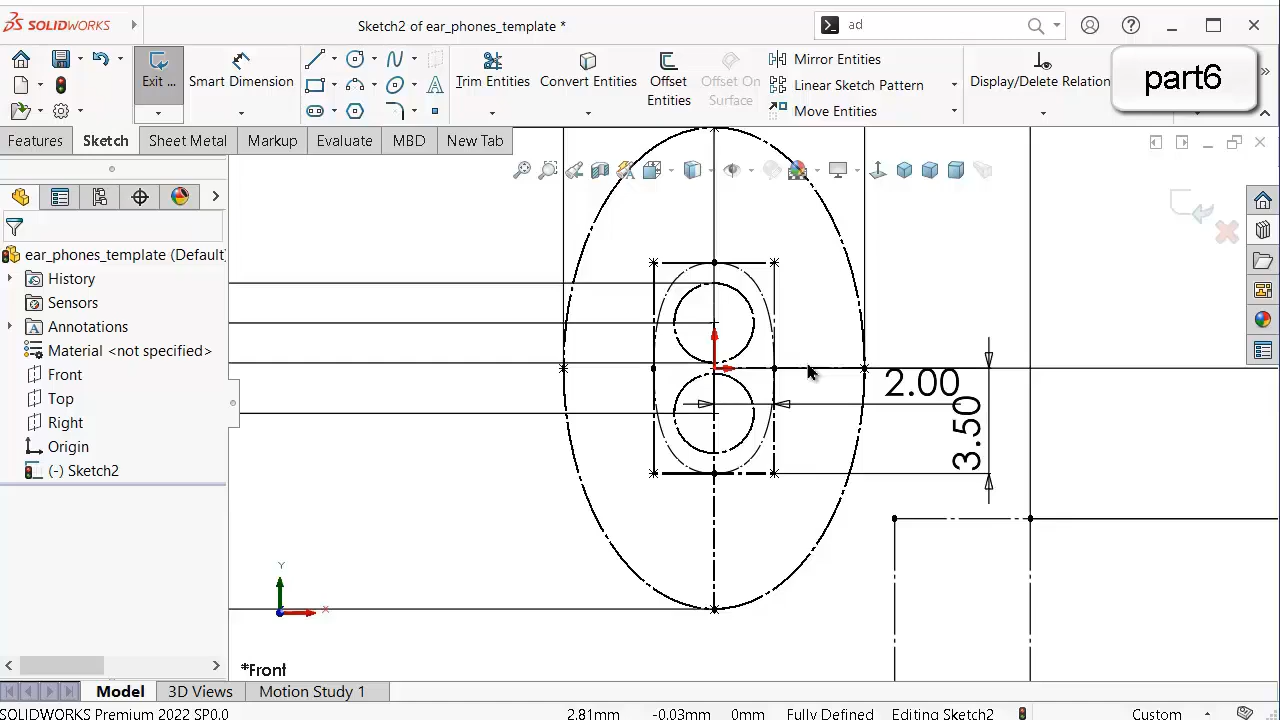 SOLIDWORKS
Sketch2 of ear_phones_template *
ad
Exit ...
Smart Dimension
Trim Entities
Convert Entities
Offset
Entities
Offset On
Surface
Mirror Entities
Linear Sketch Pattern
Move Entities
Display/Delete Relation
part6
Features
Sketch
Sheet Metal
Markup
Evaluate
MBD
New Tab
ear_phones_template (Default)
History
Sensors
Annotations
Material <not specified>
Front
Top
Right
Origin
(-) Sketch2
2.00
3.50
Y
X
*Front
Model
3D Views
Motion Study 1
SOLIDWORKS Premium 2022 SP0.0
2.81mm
-0.03mm
0mm
Fully Defined
Editing Sketch2
Custom